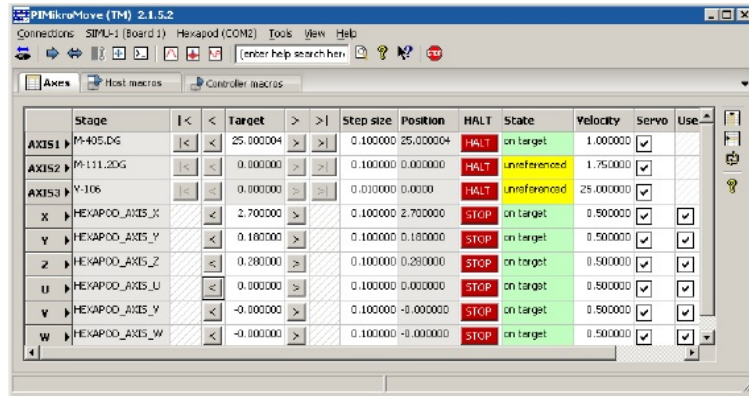 PIMikroMove (TM) 2.1.5.2
Connections SIMU-1 (Board 1) Hexapod (COM2) Tools View Help
[enter help search here
STOP
Axes Host macros Controller macros
Stage |< < Target > >| Step size Position HALT State Velocity Servo Use
AXIS1 M-405.DG |< < 25.000004 > >| 0.100000 25.000004 HALT on target 1.000000
AXIS2 M-111.2DG |< < 0.000000 > >| 0.100000 0.000000 HALT unreferenced 1.750000
AXIS3 V-106 |< < 0.000000 > >| 0.010000 0.0000 HALT unreferenced 25.000000
X HEXAPOD_AXIS_X < 2.700000 > 0.100000 2.700000 STOP on target 0.500000
Y HEXAPOD_AXIS_Y < 0.180000 > 0.100000 0.180000 STOP on target 0.500000
Z HEXAPOD_AXIS_Z < 0.280000 > 0.100000 0.280000 STOP on target 0.500000
U HEXAPOD_AXIS_U < 0.000000 > 0.100000 0.000000 STOP on target 0.500000
V HEXAPOD_AXIS_V < -0.000000 > 0.100000 -0.000000 STOP on target 0.500000
W HEXAPOD_AXIS_W < -0.000000 > 0.100000 -0.000000 STOP on target 0.500000